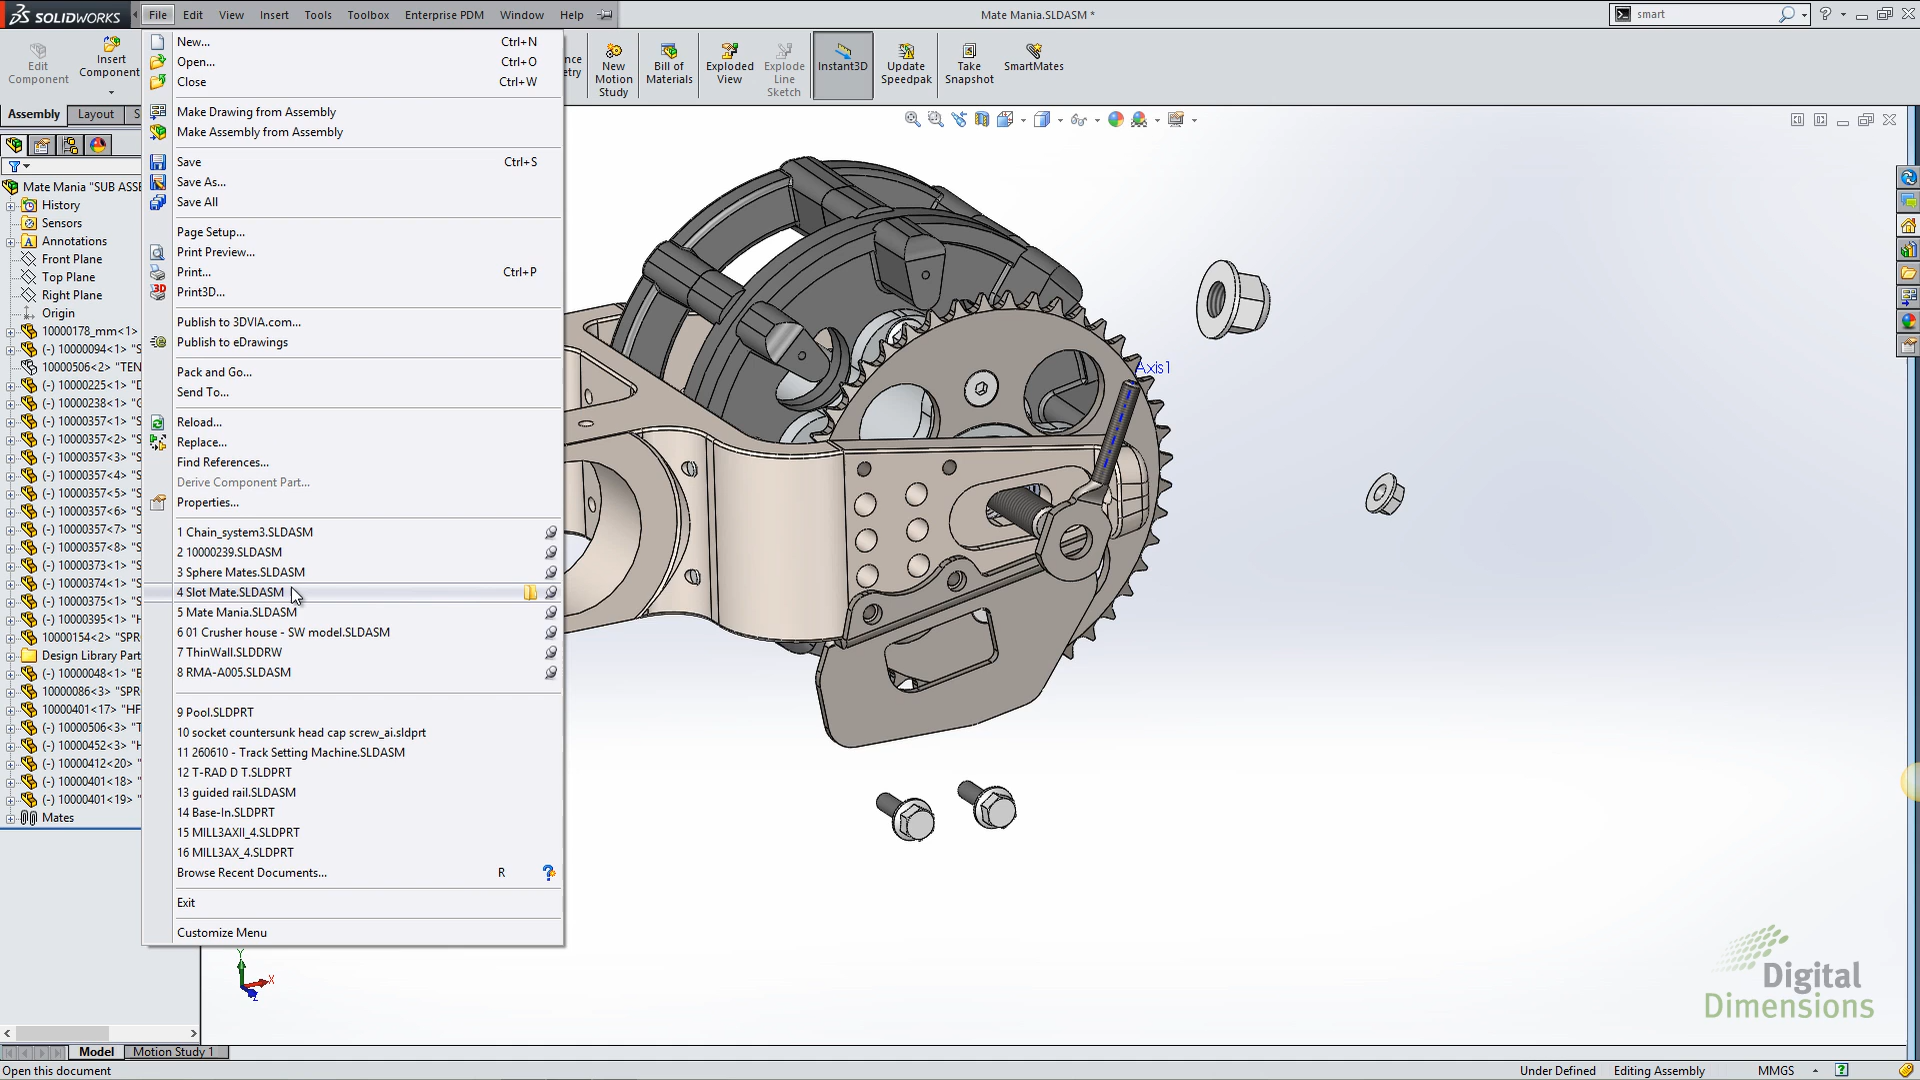 SOLIDWORKS
File Edit View Insert Tools Toolbox Enterprise PDM Window Help
Mate Mania.SLDASM *
smart
Edit Component
Insert Component
New Motion Study
Bill of Materials
Exploded View
Explode Line Sketch
Instant3D
Update Speedpak
Take Snapshot
SmartMates
Assembly Layout
New... Ctrl+N
Open... Ctrl+O
Close Ctrl+W
Make Drawing from Assembly
Make Assembly from Assembly
Save Ctrl+S
Save As...
Save All
Page Setup...
Print Preview...
Print... Ctrl+P
Print3D...
Publish to 3DVIA.com...
Publish to eDrawings
Pack and Go...
Send To...
Reload...
Replace...
Find References...
Derive Component Part...
Properties...
1 Chain_system3.SLDASM
2 10000239.SLDASM
3 Sphere Mates.SLDASM
4 Slot Mate.SLDASM
5 Mate Mania.SLDASM
6 01 Crusher house - SW model.SLDASM
7 ThinWall.SLDDRW
8 RMA-A005.SLDASM
9 Pool.SLDPRT
10 socket countersunk head cap screw_ai.sldprt
11 260610 - Track Setting Machine.SLDASM
12 T-RAD D T.SLDPRT
13 guided rail.SLDASM
14 Base-In.SLDPRT
15 MILL3AXII_4.SLDPRT
16 MILL3AX_4.SLDPRT
Browse Recent Documents... R
Exit
Customize Menu
Mate Mania "SUB ASSE
History
Sensors
Annotations
Front Plane
Top Plane
Right Plane
Origin
10000178_mm<1>
(-) 10000094<1> "S
10000506<2> "TEN
(-) 10000225<1> "D
(-) 10000238<1> "G
(-) 10000357<1> "S
(-) 10000357<2> "S
(-) 10000357<3> "S
(-) 10000357<4> "S
(-) 10000357<5> "S
(-) 10000357<6> "S
(-) 10000357<7> "S
(-) 10000357<8> "S
(-) 10000373<1> "S
(-) 10000374<1> "S
(-) 10000375<1> "S
(-) 10000395<1> "H
10000154<2> "SPR
Design Library Part
(-) 10000048<1> "E
10000086<3> "SPR
10000401<17> "HF
(-) 10000506<3> "T
(-) 10000452<3> "H
(-) 10000412<20> "
(-) 10000401<18> "
(-) 10000401<19> "
Mates
Axis1
Y
X
Z
Digital
Dimensions
Model Motion Study 1
Open this document
Under Defined Editing Assembly MMGS